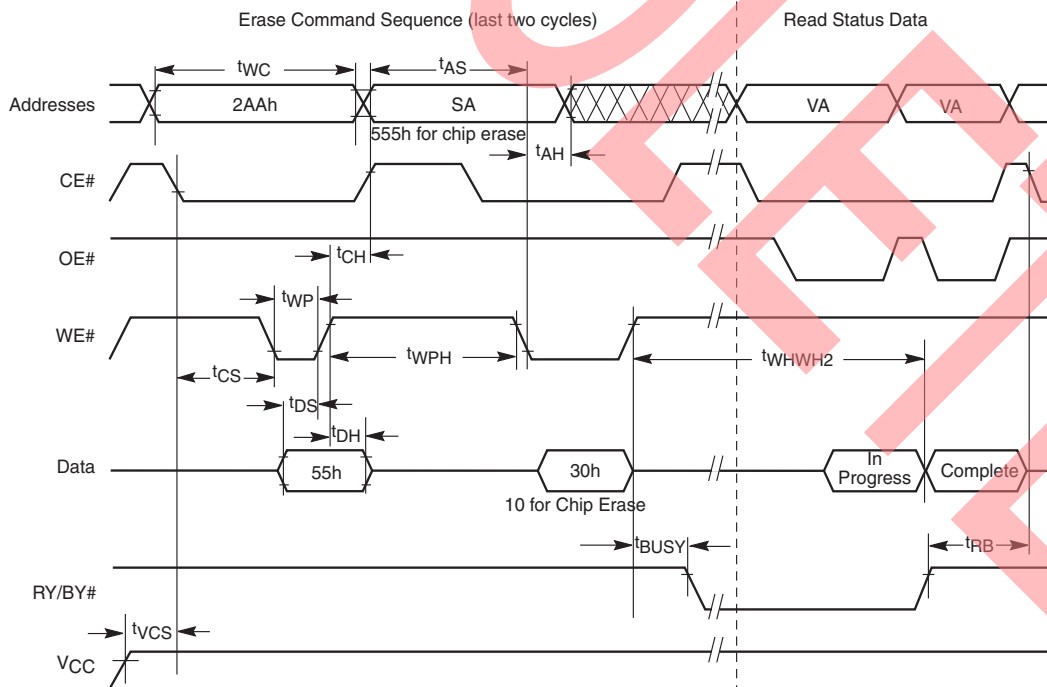 Erase Command Sequence (last two cycles)
Read Status Data
tWC
tAS
Addresses
2AAh
SA
VA
VA
555h for chip erase
tAH
CE#
OE#
tCH
tWP
WE#
tWPH
tWHWH2
tCS
tDS
tDH
Data
55h
30h
In
Progress
Complete
10 for Chip Erase
tBUSY
tRB
RY/BY#
tVCS
VCC